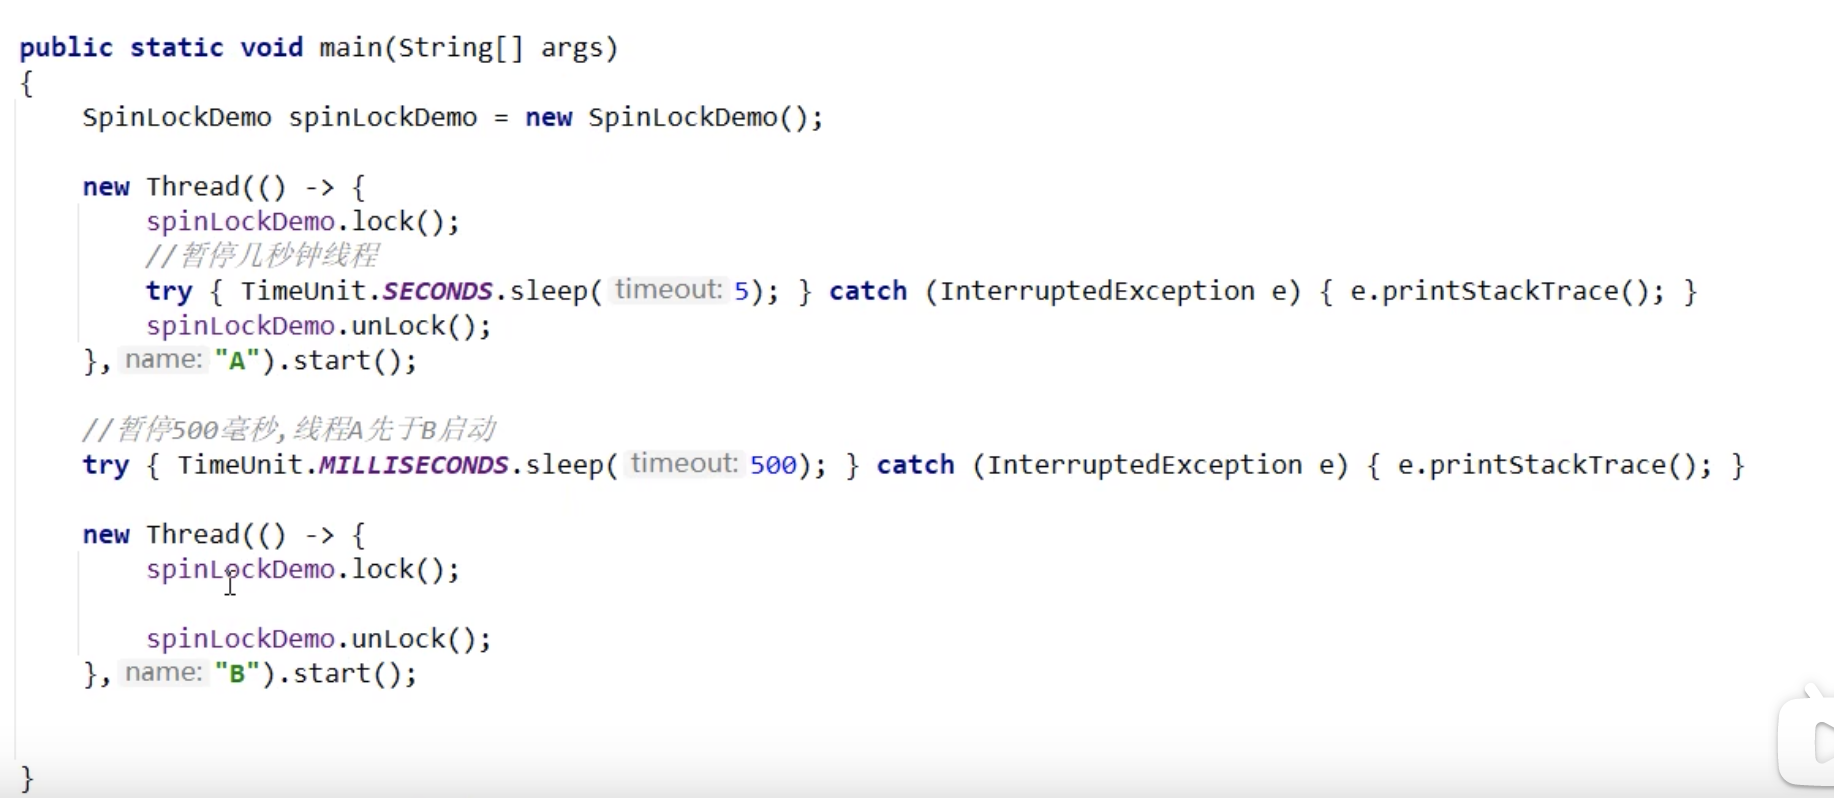 public static void main(String[] args)
{
SpinLockDemo spinLockDemo = new SpinLockDemo();
new Thread(() -> {
spinLockDemo.lock();
//暂停几秒钟线程
try { TimeUnit.SECONDS.sleep( timeout: 5); } catch (InterruptedException e) { e.printStackTrace(); }
spinLockDemo.unLock();
}, name: "A").start();
//暂停500毫秒,线程A先于B启动
try { TimeUnit.MILLISECONDS.sleep( timeout: 500); } catch (InterruptedException e) { e.printStackTrace(); }
new Thread(() -> {
spinLockDemo.lock();
spinLockDemo.unLock();
}, name: "B").start();
}